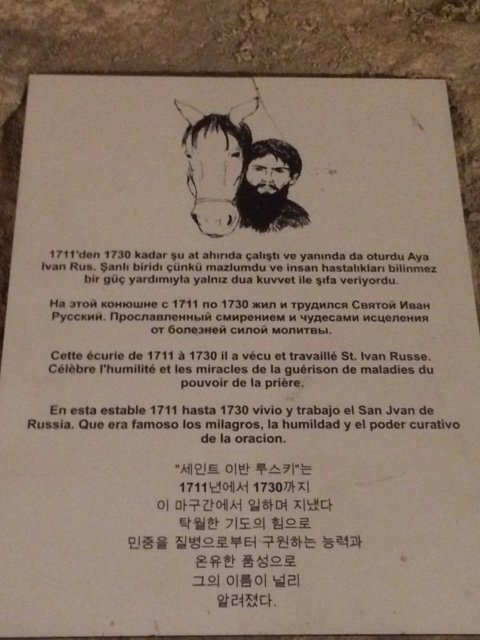 1711'den 1730 kadar şu at ahırıda çalıştı ve yanında da oturdu Aya
Ivan Rus. Şanlı biridı çünkü mazlumdu ve insan hastalıkları bilinmez
bir güç yardımıyla yalnız dua kuvvet ile şıfa veriyordu.
На этой конюшне с 1711 по 1730 жил и трудился Святой Иван
Русский. Прославленный смирением и чудесами исцеления
от болезней силой молитвы.
Cette écurie de 1711 à 1730 il a vécu et travaillé St. Ivan Russe.
Célèbre l'humilité et les miracles de la guérison de maladies du
pouvoir de la prière.
En esta estable 1711 hasta 1730 vivio y trabajo el San Jvan de
Russia. Que era famoso los milagros, la humildad y el poder curativo
de la oracion.
"세인트 이반 루스키"는
1711년에서 1730까지
이 마구간에서 일하며 지냈다
탁월한 기도의 힘으로
민중을 질병으로부터 구원하는 능력과
온유한 품성으로
그의 이름이 널리
알려졌다.